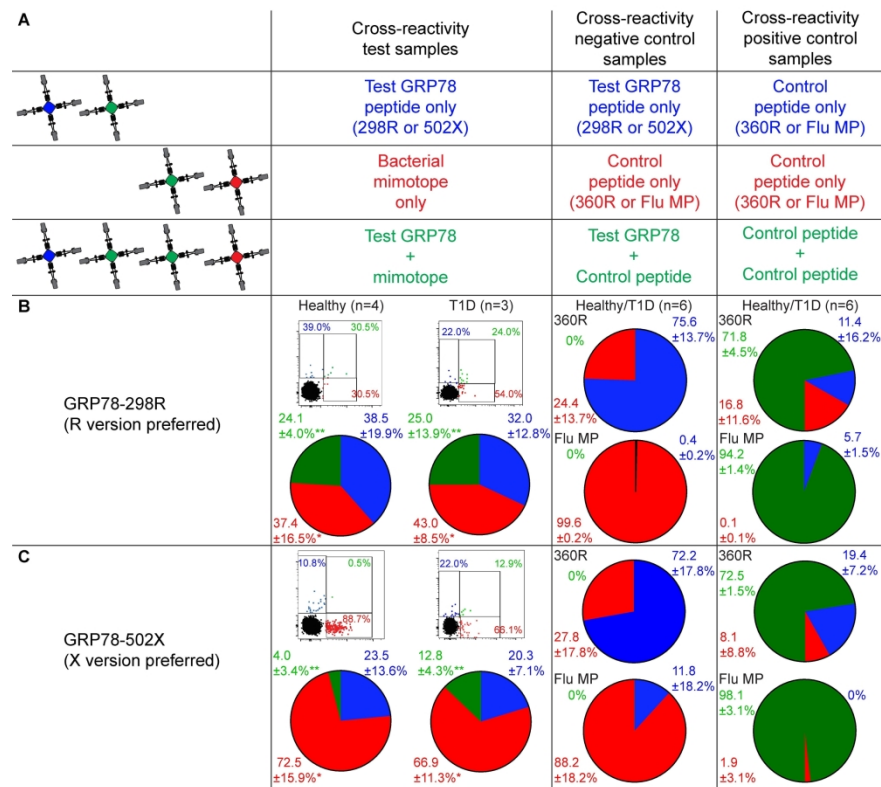 A
Cross-reactivity
test samples
Cross-reactivity
negative control
samples
Cross-reactivity
positive control
samples
Test GRP78
peptide only
(298R or 502X)
Test GRP78
peptide only
(298R or 502X)
Control
peptide only
(360R or Flu MP)
Bacterial
mimotope
only
Control
peptide only
(360R or Flu MP)
Control
peptide only
(360R or Flu MP)
Test GRP78
+
mimotope
Test GRP78
+
Control peptide
Control peptide
+
Control peptide
B
GRP78-298R
(R version preferred)
Healthy (n=4)
39.0% 30.5%
30.5%
24.1
±4.0%**
38.5
±19.9%
37.4
±16.5%*
T1D (n=3)
22.0% 24.0%
54.0%
25.0
±13.9%**
32.0
±12.8%
43.0
±8.5%*
Healthy/T1D (n=6)
360R
0%
75.6
±13.7%
24.4
±13.7%
Flu MP
0%
0.4
±0.2%
99.6
±0.2%
Healthy/T1D (n=6)
360R
71.8
±4.5%
11.4
±16.2%
16.8
±11.6%
Flu MP
94.2
±1.4%
5.7
±1.5%
0.1
±0.1%
C
GRP78-502X
(X version preferred)
10.8% 0.5%
88.7%
4.0
±3.4%**
23.5
±13.6%
72.5
±15.9%*
22.0% 12.9%
66.1%
12.8
±4.3%**
20.3
±7.1%
66.9
±11.3%*
360R
0%
72.2
±17.8%
27.8
±17.8%
Flu MP
0%
11.8
±18.2%
88.2
±18.2%
360R
72.5
±1.5%
19.4
±7.2%
8.1
±8.8%
Flu MP
98.1
±3.1%
0%
1.9
±3.1%